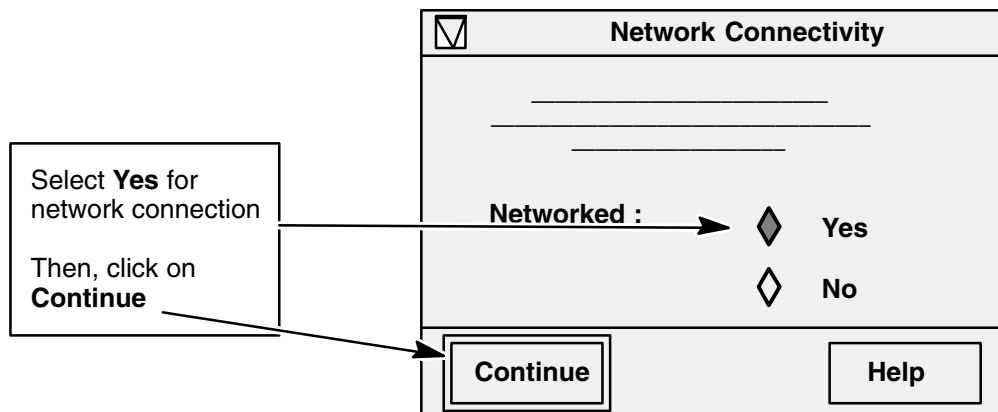 Network Connectivity
Select Yes for
network connection
Then, click on
Continue
Networked :
Yes
No
Continue
Help